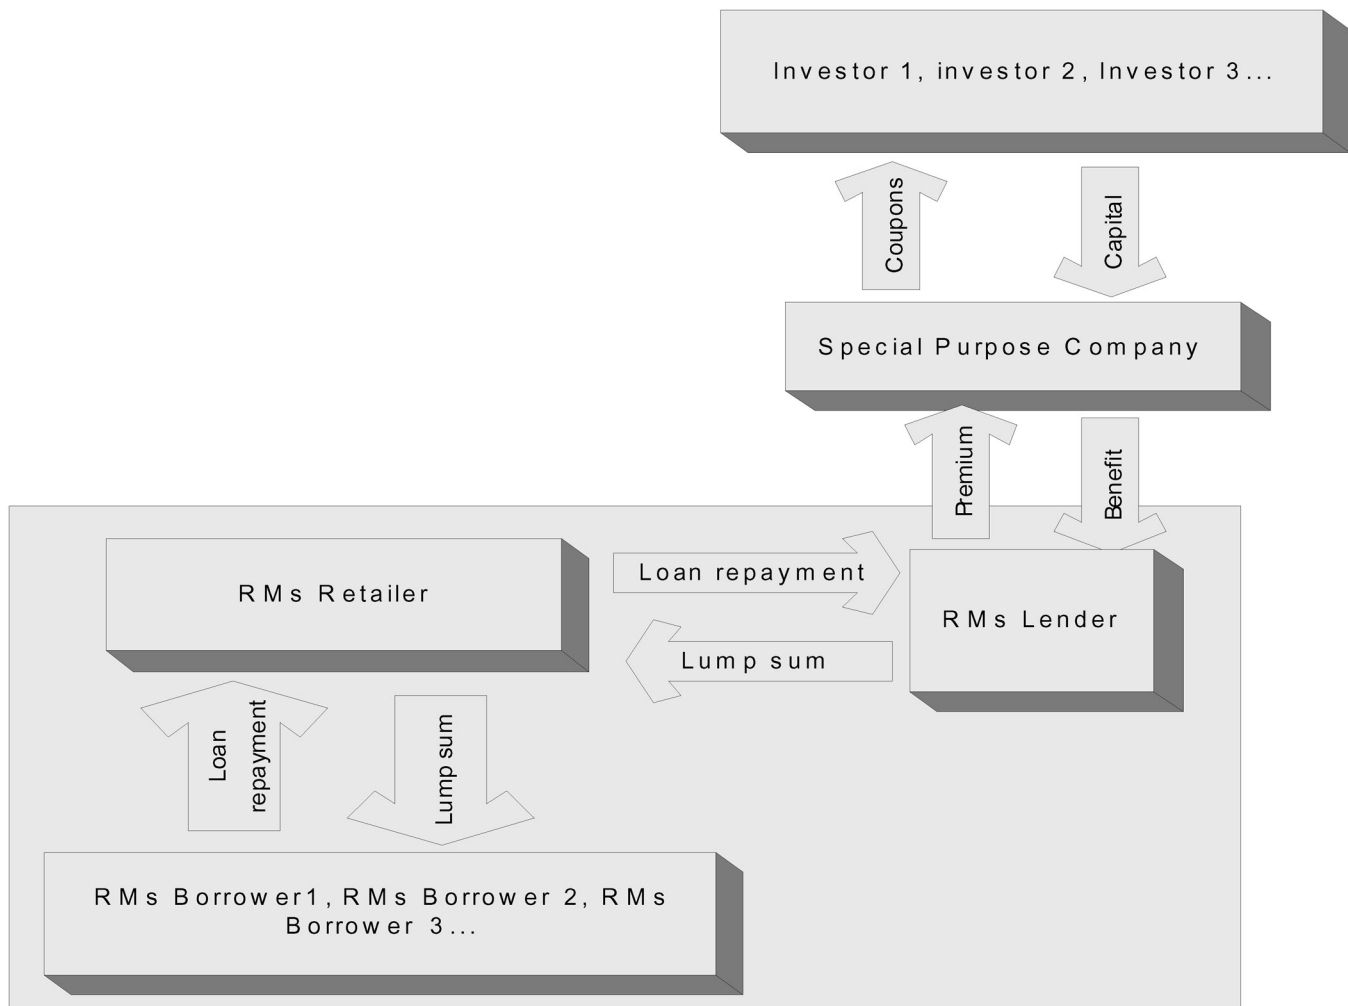 Investor 1, investor 2, Investor 3...
Coupons
Capital
Special Purpose Company
Premium
Benefit
RMs Retailer
Loan repayment
RMs Lender
Lump sum
Loan
repayment
Lump sum
RMs Borrower1, RMs Borrower 2, RMs
Borrower 3...